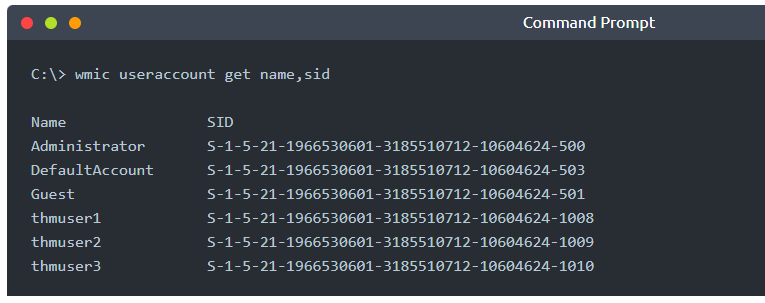 Command Prompt
C:\> wmic useraccount get name,sid
Name SID
Administrator S-1-5-21-1966530601-3185510712-10604624-500
DefaultAccount S-1-5-21-1966530601-3185510712-10604624-503
Guest S-1-5-21-1966530601-3185510712-10604624-501
thmuser1 S-1-5-21-1966530601-3185510712-10604624-1008
thmuser2 S-1-5-21-1966530601-3185510712-10604624-1009
thmuser3 S-1-5-21-1966530601-3185510712-10604624-1010